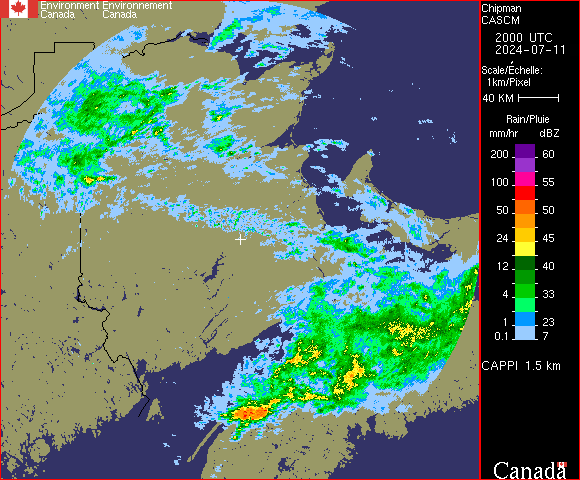 Environment Environnement
Canada Canada
Chipman
CASCM
2000 UTC
2024-07-11
Scale/Échelle:
1km/Pixel
40 KM
Rain/Pluie
mm/hr dBZ
200 60
100 55
50 50
24 45
12 40
4 33
1 23
0.1 7
CAPPI 1.5 km
Canada